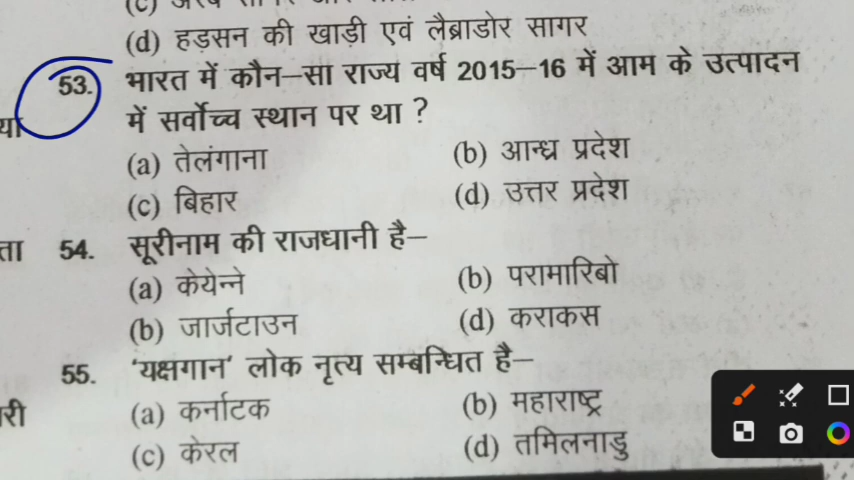 (d) हड़सन की खाड़ी एवं लैब्राडोर सागर
53. भारत में कौन–सा राज्य वर्ष 2015–16 में आम के उत्पादन
या में सर्वोच्च स्थान पर था ?
(a) तेलंगाना (b) आन्ध्र प्रदेश
(c) बिहार (d) उत्तर प्रदेश
ता 54. सूरीनाम की राजधानी है–
(a) केयेन्ने (b) परामारिबो
(b) जार्जटाउन (d) कराकस
55. ‘यक्षगान’ लोक नृत्य सम्बन्धित है–
री (a) कर्नाटक (b) महाराष्ट्र
(c) केरल (d) तमिलनाडु